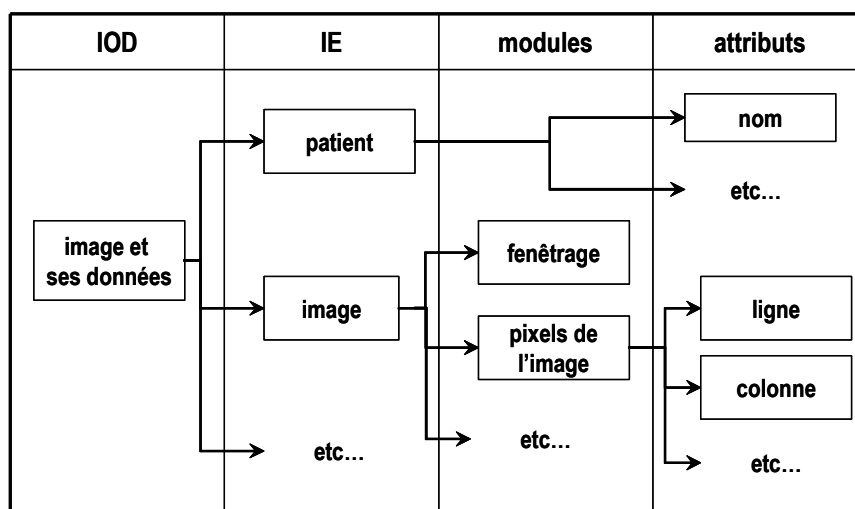 IOD
IE
modules
attributs
patient
nom
etc...
image et
ses données
image
fenêtrage
pixels de
l’image
ligne
colonne
etc...
etc...
etc...